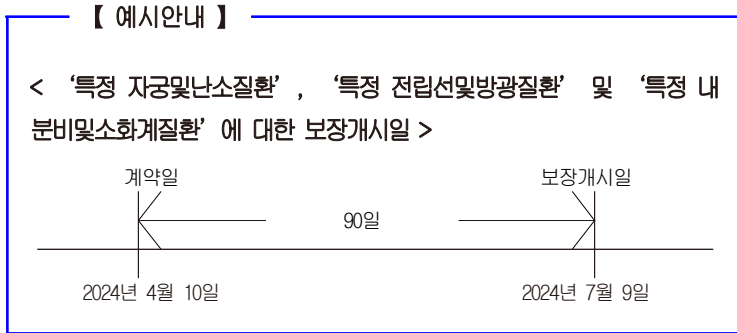 【 예시안내 】
< ‘특정 자궁및난소질환’, ‘특정 전립선및방광질환’ 및 ‘특정 내
분비및소화계질환’에 대한 보장개시일 >
계약일 보장개시일
90일
2024년 4월 10일 2024년 7월 9일